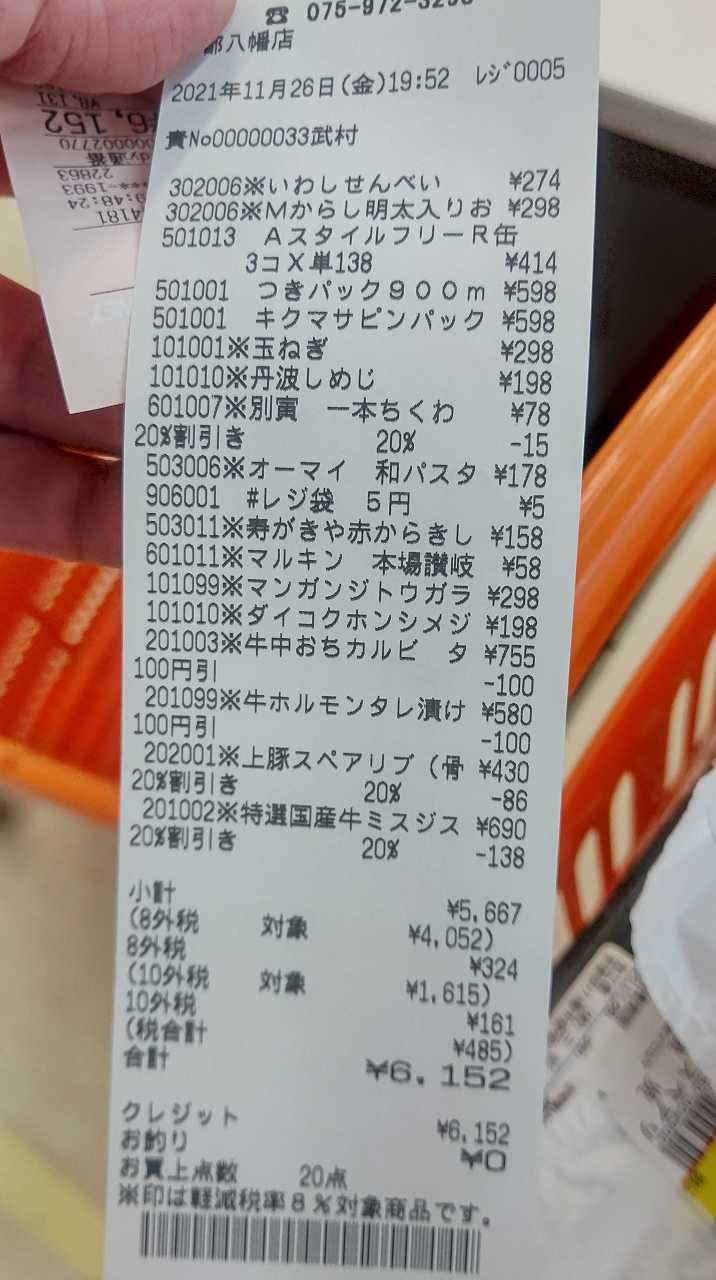 ☎ 075-972-3298
都八幡店
2021年11月26日(金)19:52 レジ0005
責No00000033武村
302006※いわしせんべい ¥274
302006※Mからし明太入りお ¥298
501013 AスタイルフリーR缶
3コX単138 ¥414
501001 つきパック900m ¥598
501001 キクマサピンパック ¥598
101001※玉ねぎ ¥298
101010※丹波しめじ ¥198
601007※別寅 一本ちくわ ¥78
20%割引き 20% -15
503006※オーマイ 和パスタ ¥178
906001 #レジ袋 5円 ¥5
503011※寿がきや赤からきし ¥158
601011※マルキン 本場讃岐 ¥58
101099※マンガンジトウガラ ¥298
101010※ダイコクホンシメジ ¥198
201003※牛中おちカルビ タ ¥755
100円引 -100
201099※牛ホルモンタレ漬け ¥580
100円引 -100
202001※上豚スペアリブ(骨 ¥430
20%割引き 20% -86
201002※特選国産牛ミスジス ¥690
20%割引き 20% -138
小計 ¥5,667
(8外税 対象 ¥4,052)
8外税 ¥324
(10外税 対象 ¥1,615)
10外税 ¥161
(税合計 ¥485)
合計 ¥6,152
クレジット ¥6,152
お釣り ¥0
お買上点数 20点
※印は軽減税率8%対象商品です。
¥6,152
22863